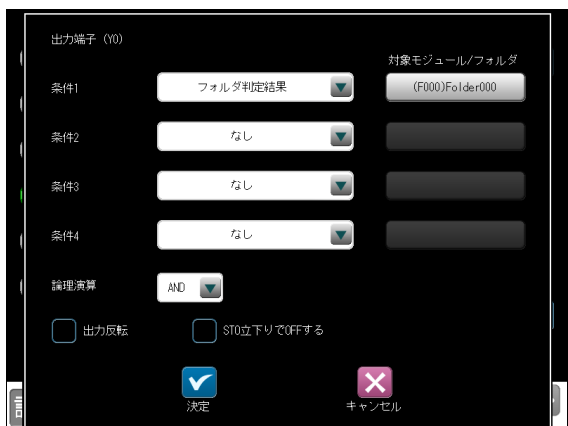 出力端子 (Y0)
対象モジュール/フォルダ
条件1 フォルダ判定結果 (F000)Folder000
条件2 なし
条件3 なし
条件4 なし
論理演算 AND
出力反転 STO立下りでOFFする
決定 キャンセル